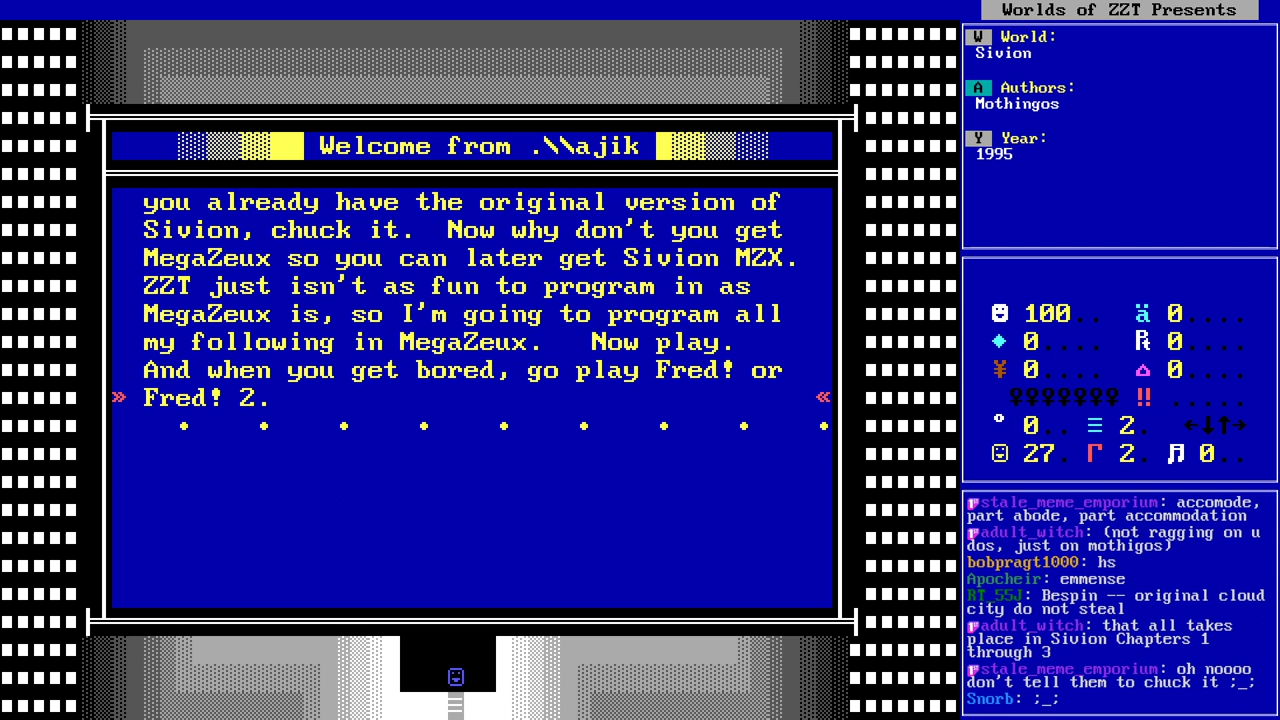 Worlds of ZZT Presents
W World:
Sivion
A Authors:
Mothingos
Y Year:
1995
Welcome from .\\ajik
you already have the original version of
Sivion, chuck it.  Now why don't you get
MegaZeux so you can later get Sivion MZX.
ZZT just isn't as fun to program in as
MegaZeux is, so I'm going to program all
my following in MegaZeux.   Now play.
And when you get bored, go play Fred! or
» Fred! 2. «
☻ 100.. ä 0....
♦ 0.... ℞ 0....
¥ 0.... ⌂ 0....
♀♀♀♀♀♀♀ ‼ .....
° 0.. ≡ 2. ←↓↑→
☺ 27. Γ 2. ♫ 0..
stale_meme_emporium: accomode,
part abode, part accommodation
adult_witch: (not ragging on u
dos, just on mothigos)
bobpragt1000: hs
Apocheir: emmense
RT_55J: Bespin -- original cloud
city do not steal
adult_witch: that all takes
place in Sivion Chapters 1
through 3
stale_meme_emporium: oh noooo
don't tell them to chuck it ;_;
Snorb: ;_;